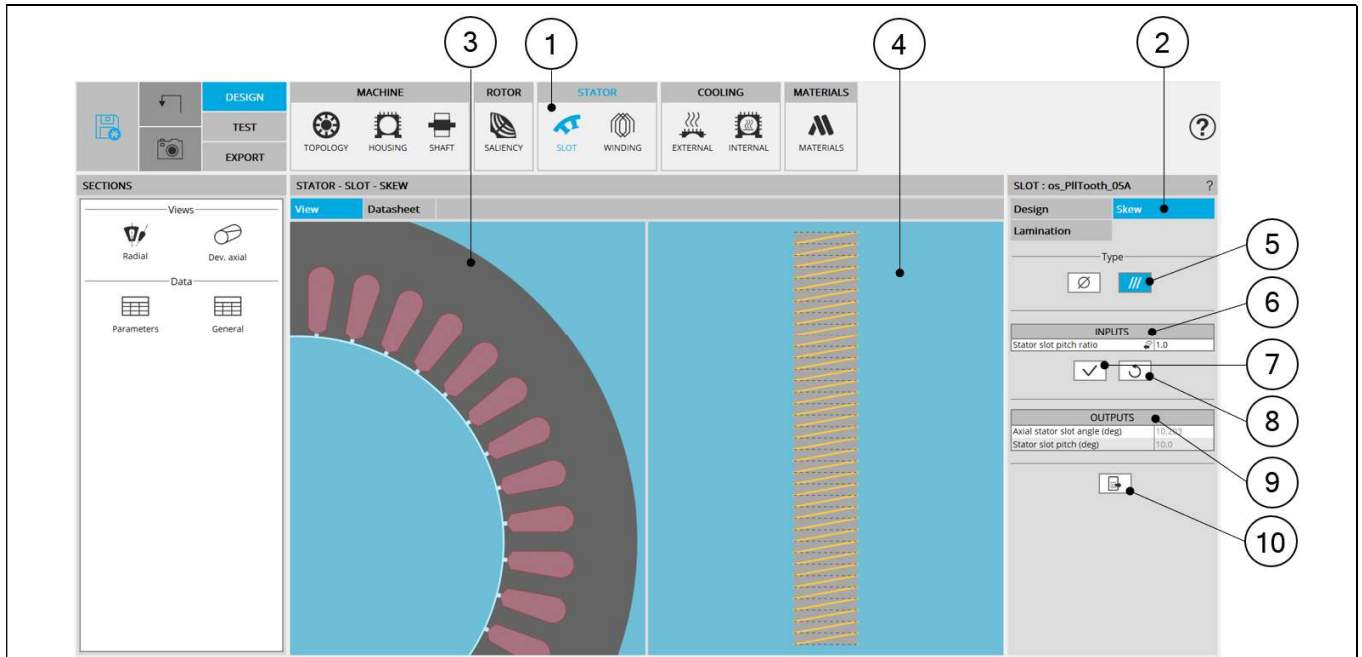 3
1
4
2
DESIGN
TEST
EXPORT
MACHINE
ROTOR
STATOR
COOLING
MATERIALS
TOPOLOGY
HOUSING
SHAFT
SALIENCY
SLOT
WINDING
EXTERNAL
INTERNAL
MATERIALS
?
SECTIONS
Views
Radial
Dev. axial
Data
Parameters
General
STATOR - SLOT - SKEW
View
Datasheet
SLOT : os_PllTooth_05A
?
Design
Skew
Lamination
Type
5
6
INPUTS
Stator slot pitch ratio 1.0
7
8
OUTPUTS
Axial stator slot angle (deg) 10.203
Stator slot pitch (deg) 10.0
9
10